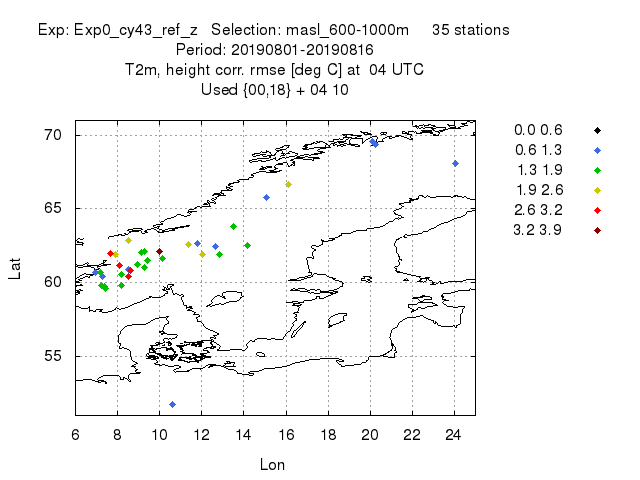 Exp: Exp0_cy43_ref_z Selection: masl_600-1000m 35 stations
Period: 20190801-20190816
T2m, height corr. rmse [deg C] at 04 UTC
Used {00,18} + 04 10
0.0 0.6
0.6 1.3
1.3 1.9
1.9 2.6
2.6 3.2
3.2 3.9
70
65
60
55
Lat
6 8 10 12 14 16 18 20 22 24
Lon